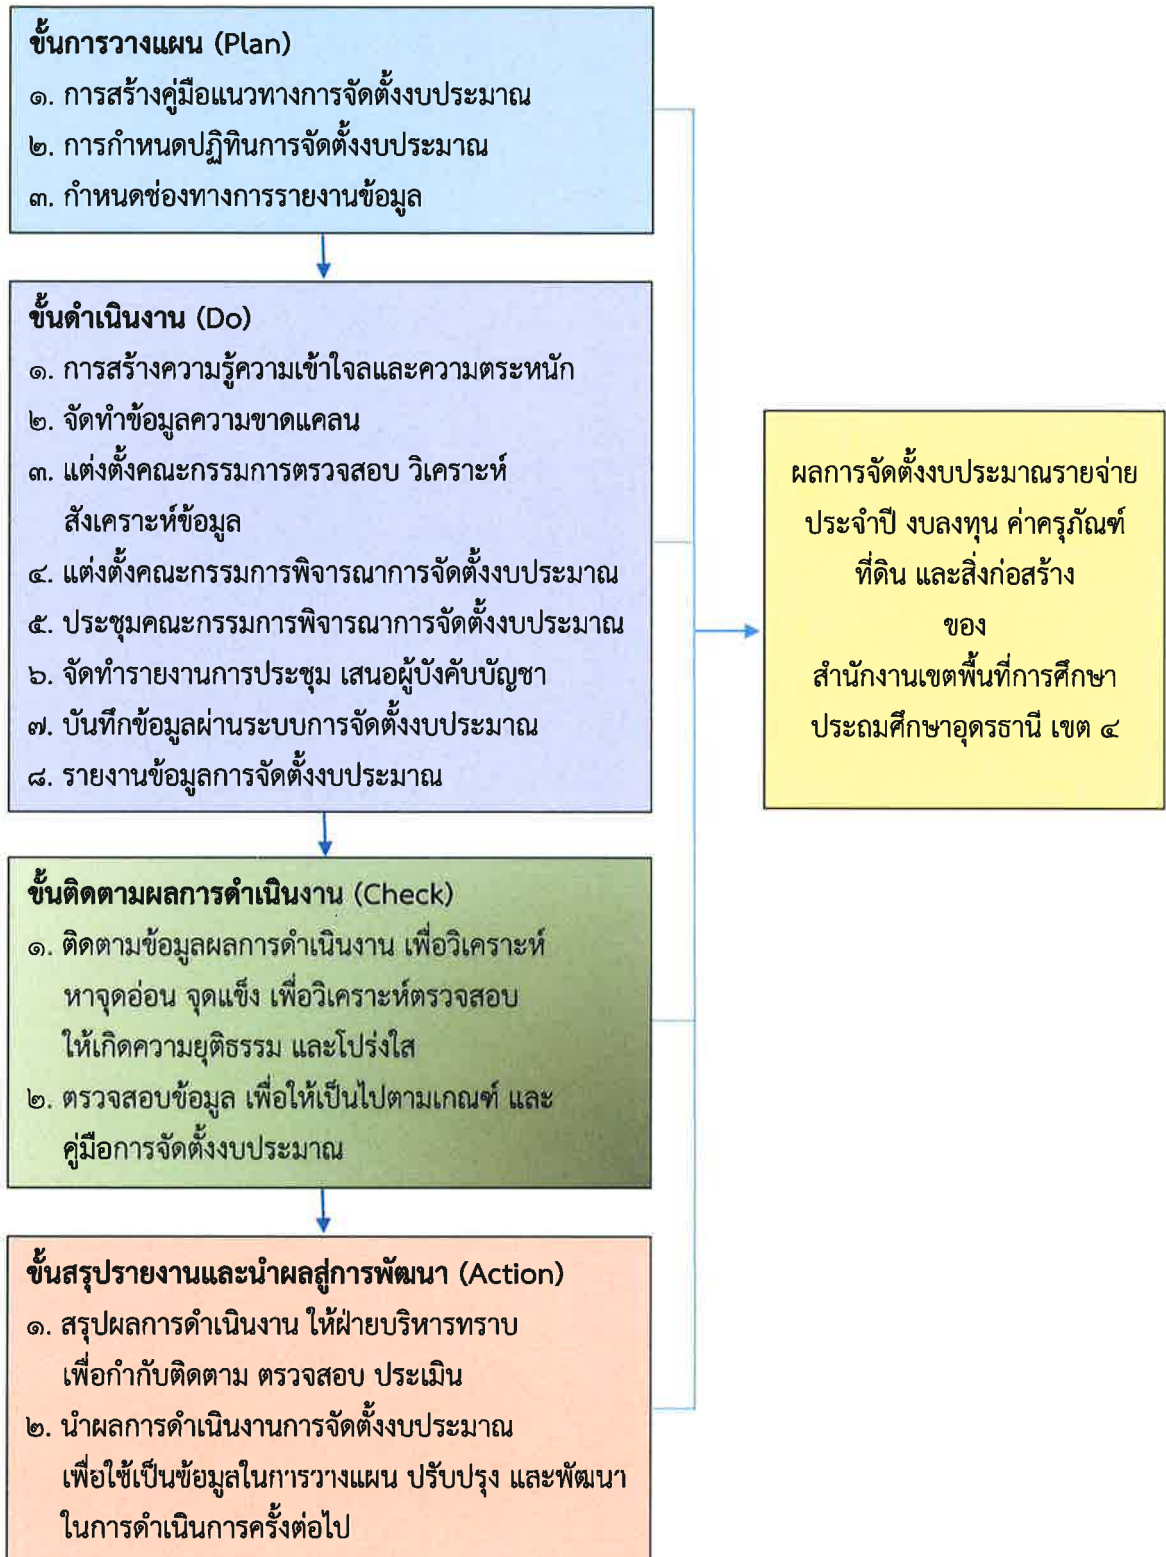 ขั้นการวางแผน (Plan)
๑. การสร้างคู่มือแนวทางการจัดตั้งงบประมาณ
๒. การกำหนดปฏิทินการจัดตั้งงบประมาณ
๓. กำหนดช่องทางการรายงานข้อมูล
ขั้นดำเนินงาน (Do)
๑. การสร้างความรู้ความเข้าใจลและความตระหนัก
๒. จัดทำข้อมูลความขาดแคลน
๓. แต่งตั้งคณะกรรมการตรวจสอบ วิเคราะห์
สังเคราะห์ข้อมูล
๔. แต่งตั้งคณะกรรมการพิจารณาการจัดตั้งงบประมาณ
๕. ประชุมคณะกรรมการพิจารณาการจัดตั้งงบประมาณ
๖. จัดทำรายงานการประชุม เสนอผู้บังคับบัญชา
๗. บันทึกข้อมูลผ่านระบบการจัดตั้งงบประมาณ
๘. รายงานข้อมูลการจัดตั้งงบประมาณ
ขั้นติดตามผลการดำเนินงาน (Check)
๑. ติดตามข้อมูลผลการดำเนินงาน เพื่อวิเคราะห์
หาจุดอ่อน จุดแข็ง เพื่อวิเคราะห์ตรวจสอบ
ให้เกิดความยุติธรรม และโปร่งใส
๒. ตรวจสอบข้อมูล เพื่อให้เป็นไปตามเกณฑ์ และ
คู่มือการจัดตั้งงบประมาณ
ขั้นสรุปรายงานและนำผลสู่การพัฒนา (Action)
๑. สรุปผลการดำเนินงาน ให้ฝ่ายบริหารทราบ
เพื่อกำกับติดตาม ตรวจสอบ ประเมิน
๒. นำผลการดำเนินงานการจัดตั้งงบประมาณ
เพื่อใช้เป็นข้อมูลในการวางแผน ปรับปรุง และพัฒนา
ในการดำเนินการครั้งต่อไป
ผลการจัดตั้งงบประมาณรายจ่าย
ประจำปี งบลงทุน ค่าครุภัณฑ์
ที่ดิน และสิ่งก่อสร้าง
ของ
สำนักงานเขตพื้นที่การศึกษา
ประถมศึกษาอุดรธานี เขต ๔